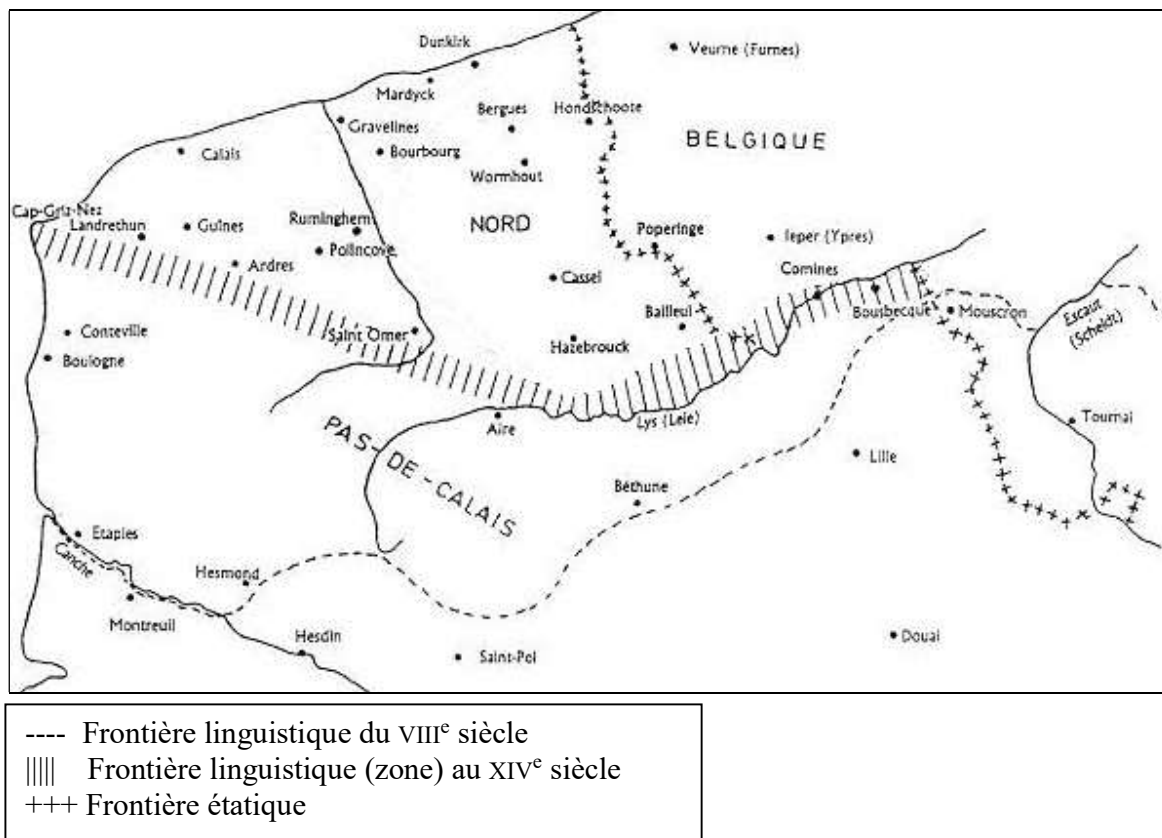 Dunkirk
Veurne (Furnes)
Mardyck
Bergues
Hondschoote
Gravelines
BELGIQUE
Calais
Bourbourg
Wormhout
Cap-Gris-Nez
Landrethun
Guînes
Ruminghem
NORD
Poperinge
Ieper (Ypres)
Polincove
Ardres
Cassel
Comines
Bailleul
Bousbecque
Mouscron
Escaut
(Scheldt)
Conteville
Saint Omer
Boulogne
Hazebrouck
Aire
Lys (Leie)
Tournai
PAS-DE-CALAIS
Lille
Béthune
Etaples
Canche
Hesmond
Montreuil
Hesdin
Saint-Pol
Douai
---- Frontière linguistique du VIIIe siècle
||||| Frontière linguistique (zone) au XIVe siècle
+++ Frontière étatique